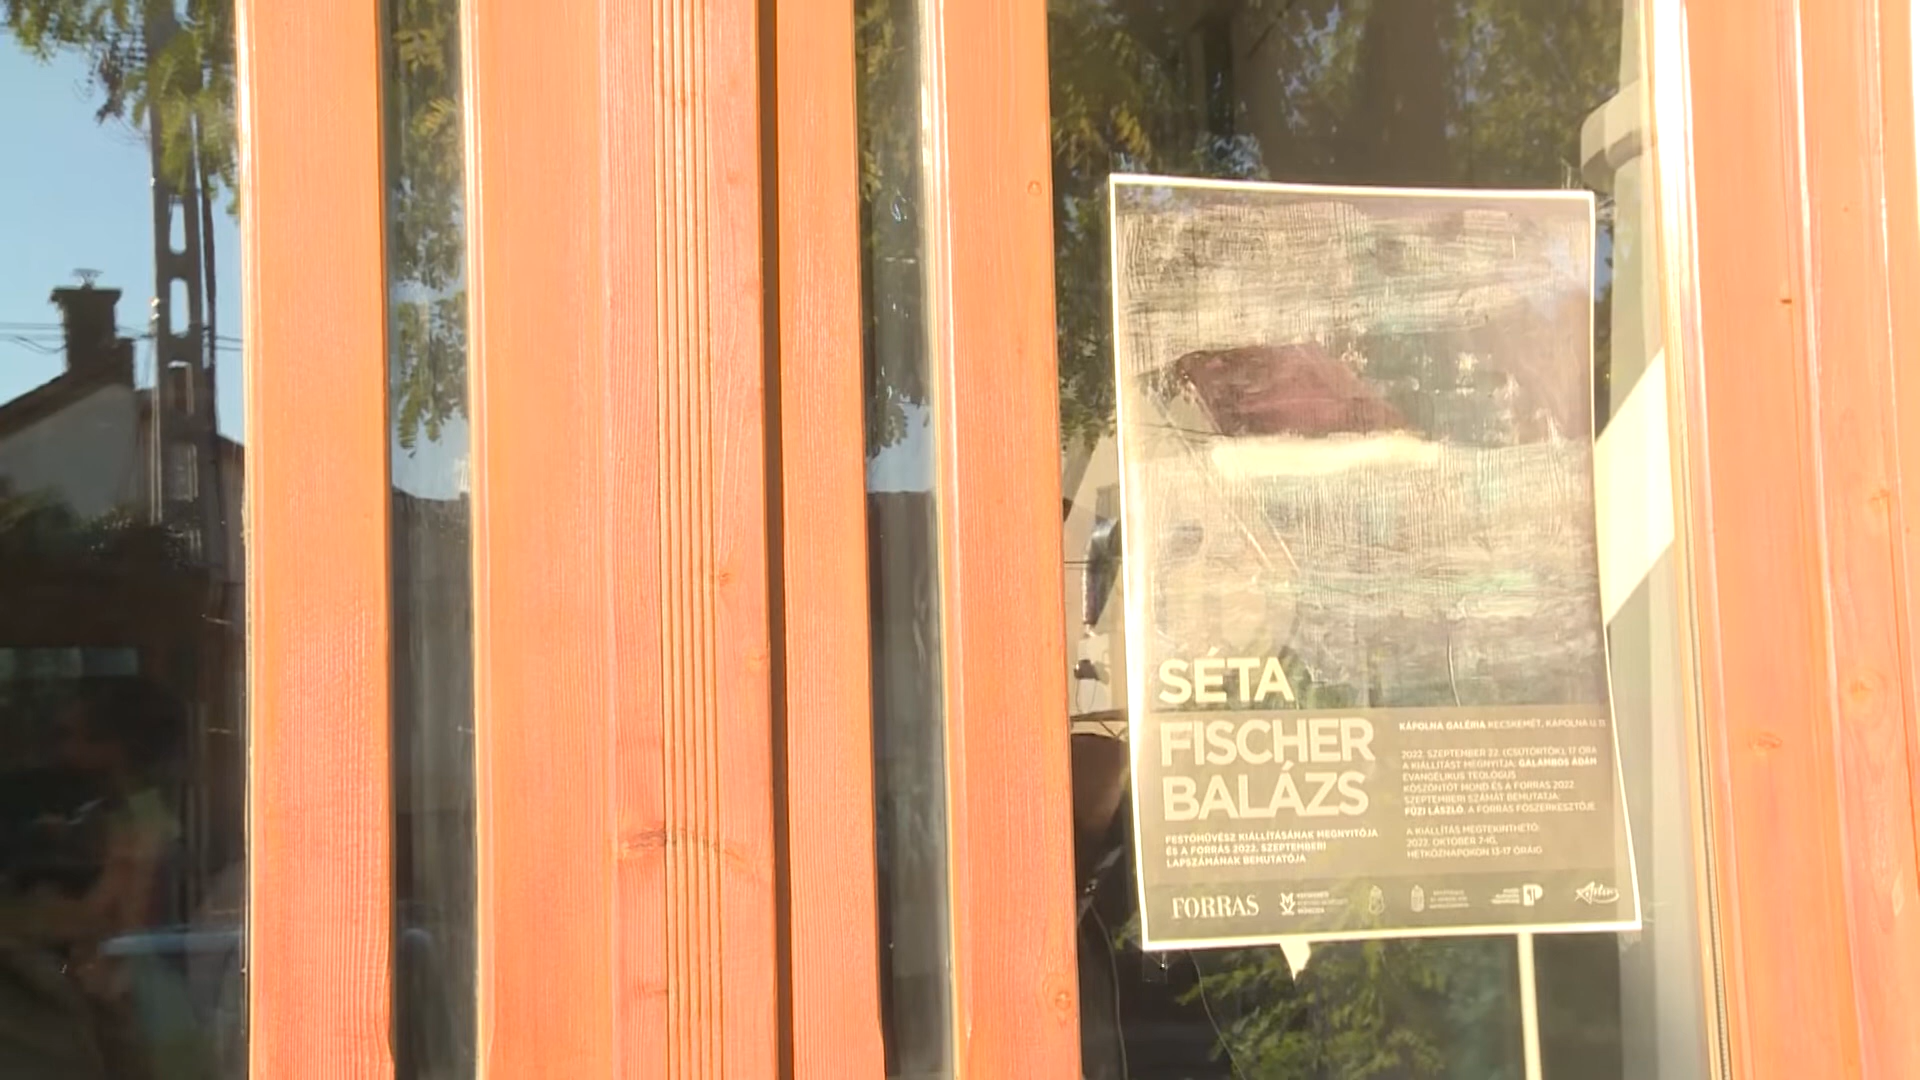 SÉTA
FISCHER
BALÁZS
FESTŐMŰVÉSZ KIÁLLÍTÁSÁNAK MEGNYITÓJA
ÉS A FORRÁS 2022. SZEPTEMBERI
LAPSZÁMÁNAK BEMUTATÓJA
KÁPOLNA GALÉRIA KECSKEMÉT, KÁPOLNA U. 11
2022. SZEPTEMBER 22. (CSÜTÖRTÖK), 17 ÓRA
A KIÁLLÍTÁST MEGNYITJA: GALAMBOS ÁDÁM
EVANGÉLIKUS TEOLÓGUS
KÖSZÖNTŐT MOND ÉS A FORRÁS 2022.
SZEPTEMBERI SZÁMÁT BEMUTATJA:
FŰZI LÁSZLÓ, A FORRÁS FŐSZERKESZTŐJE
A KIÁLLÍTÁS MEGTEKINTHETŐ:
2022. OKTÓBER 7-IG,
HÉTKÖZNAPOKON 13-17 ÓRÁIG
FORRÁS